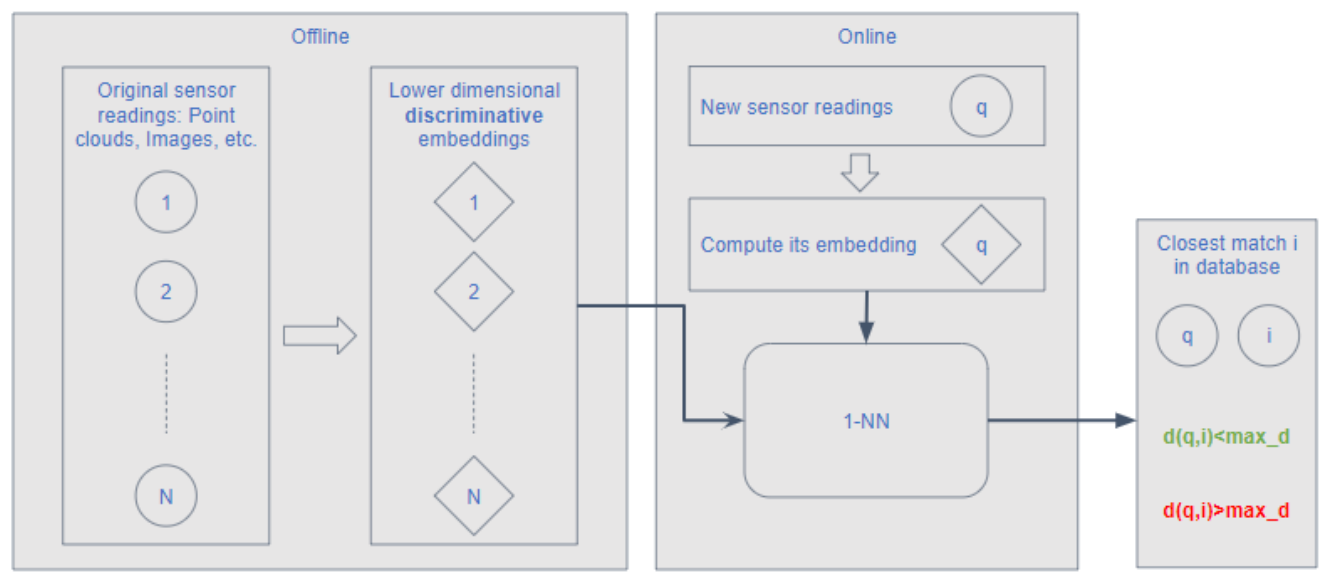 Offline
Original sensor
readings: Point
clouds, Images, etc.
1
2
N
Lower dimensional
discriminative
embeddings
1
2
N
Online
New sensor readings
q
Compute its embedding
q
1-NN
Closest match i
in database
q
i
d(q,i)<max_d
d(q,i)>max_d